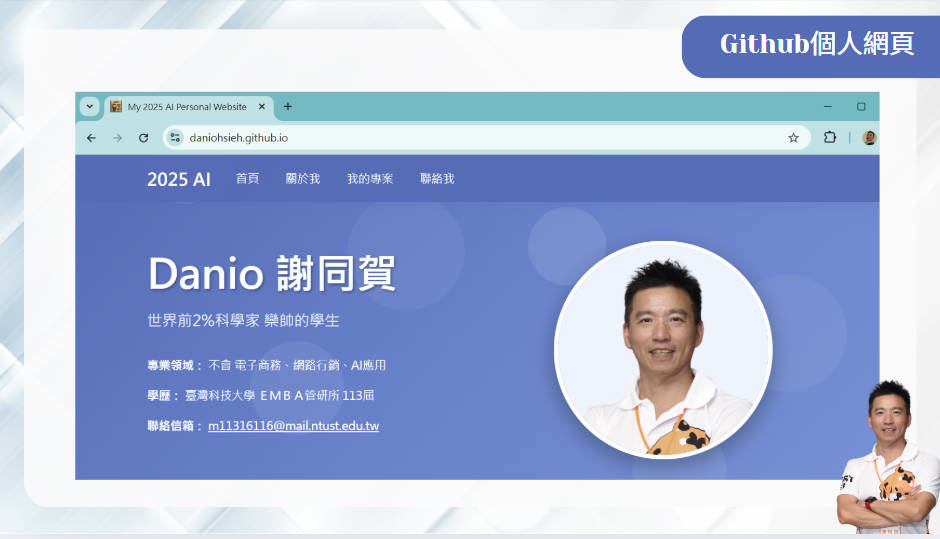 Github個人網頁
My 2025 AI Personal Website
daniohsieh.github.io
2025 AI 首頁 關於我 我的專案 聯絡我
Danio 謝同賀
世界前2%科學家 欒帥的學生
專業領域： 不會 電子商務、網路行銷、AI應用
學歷： 臺灣科技大學 E M B A 管研所 113屆
聯絡信箱： m11316116@mail.ntust.edu.tw